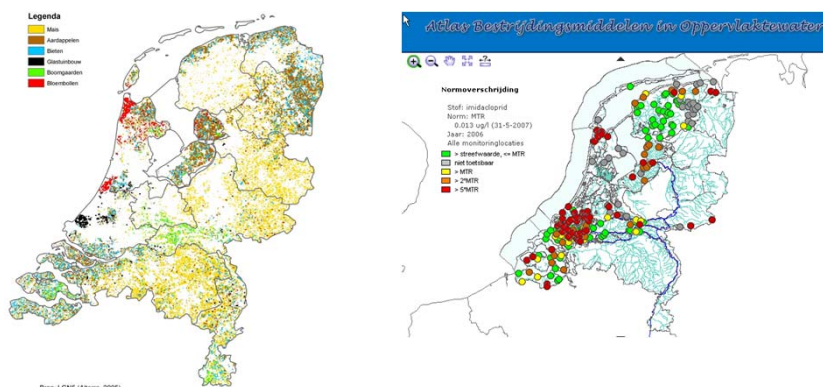 Legenda
Mais
Aardappelen
Bieten
Glastuinbouw
Boomgaarden
Bloembollen
Atlas Bestrijdingsmiddelen in Oppervlaktewater
Normoverschrijding
Stof: imidacloprid
Norm: MTR
0.013 ug/l (31-5-2007)
Jaar: 2006
Alle monitoringlocaties
> streefwaarde, <= MTR
niet toetsbaar
> MTR
> 2*MTR
> 5*MTR